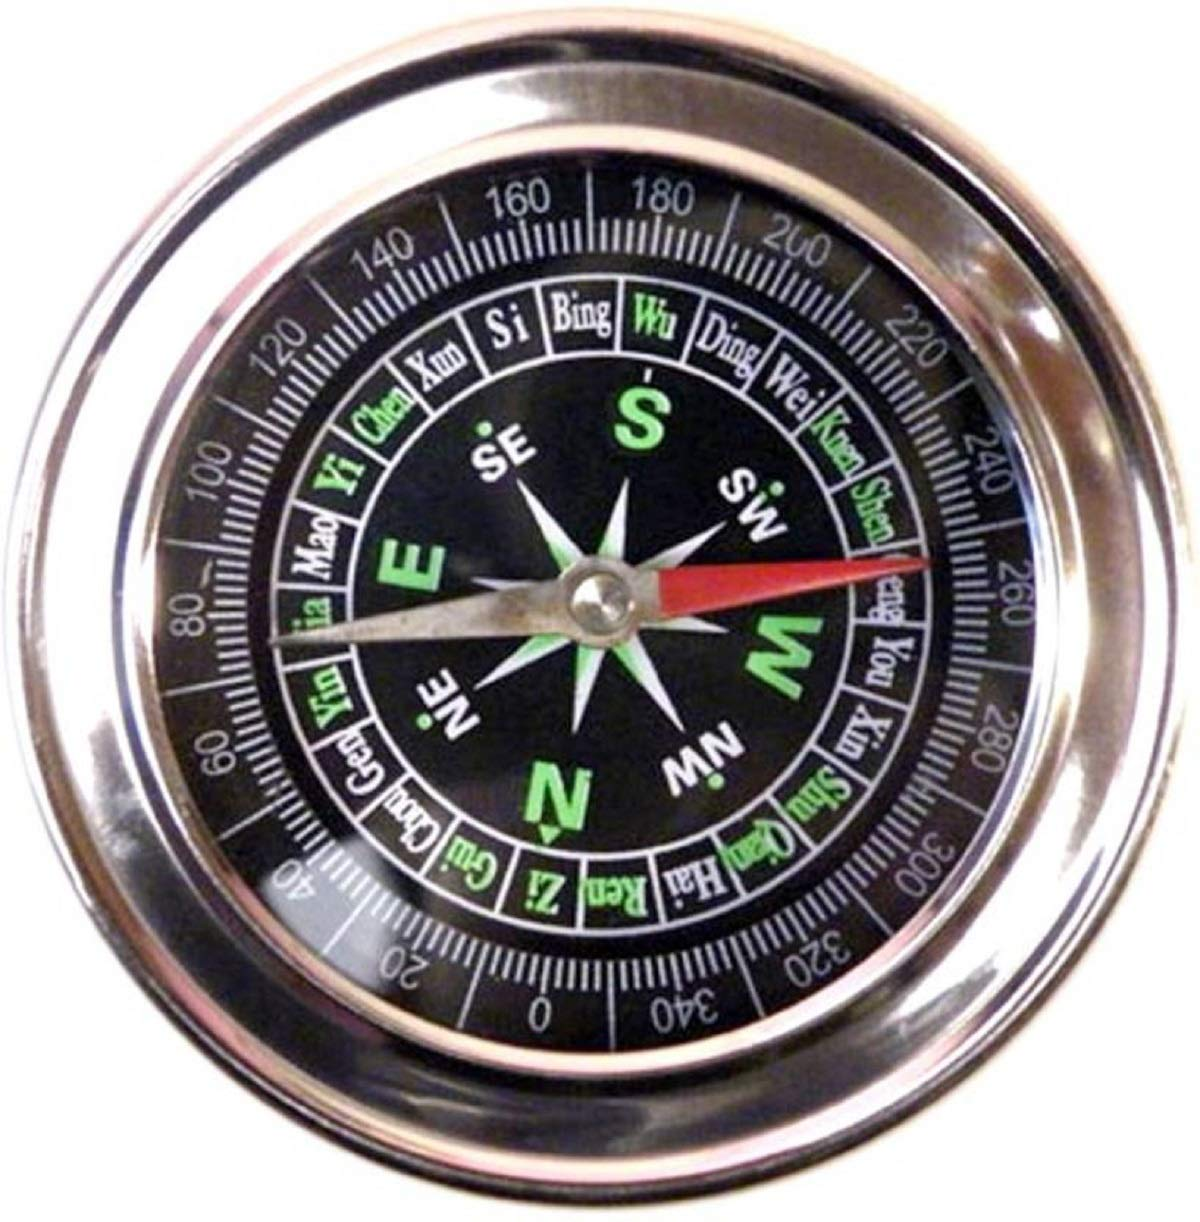 0
20
40
60
80
100
120
140
160
180
200
220
240
260
280
300
320
340
Si
Bing
Wu
Ding
Wei
Kuen
Shen
You
Xin
Shu
Qian
Hai
Ren
Zi
Gui
Chou
Gen
Yin
Mao
Yi
Chen
Xun
S
SW
W
NW
N
NE
E
SE